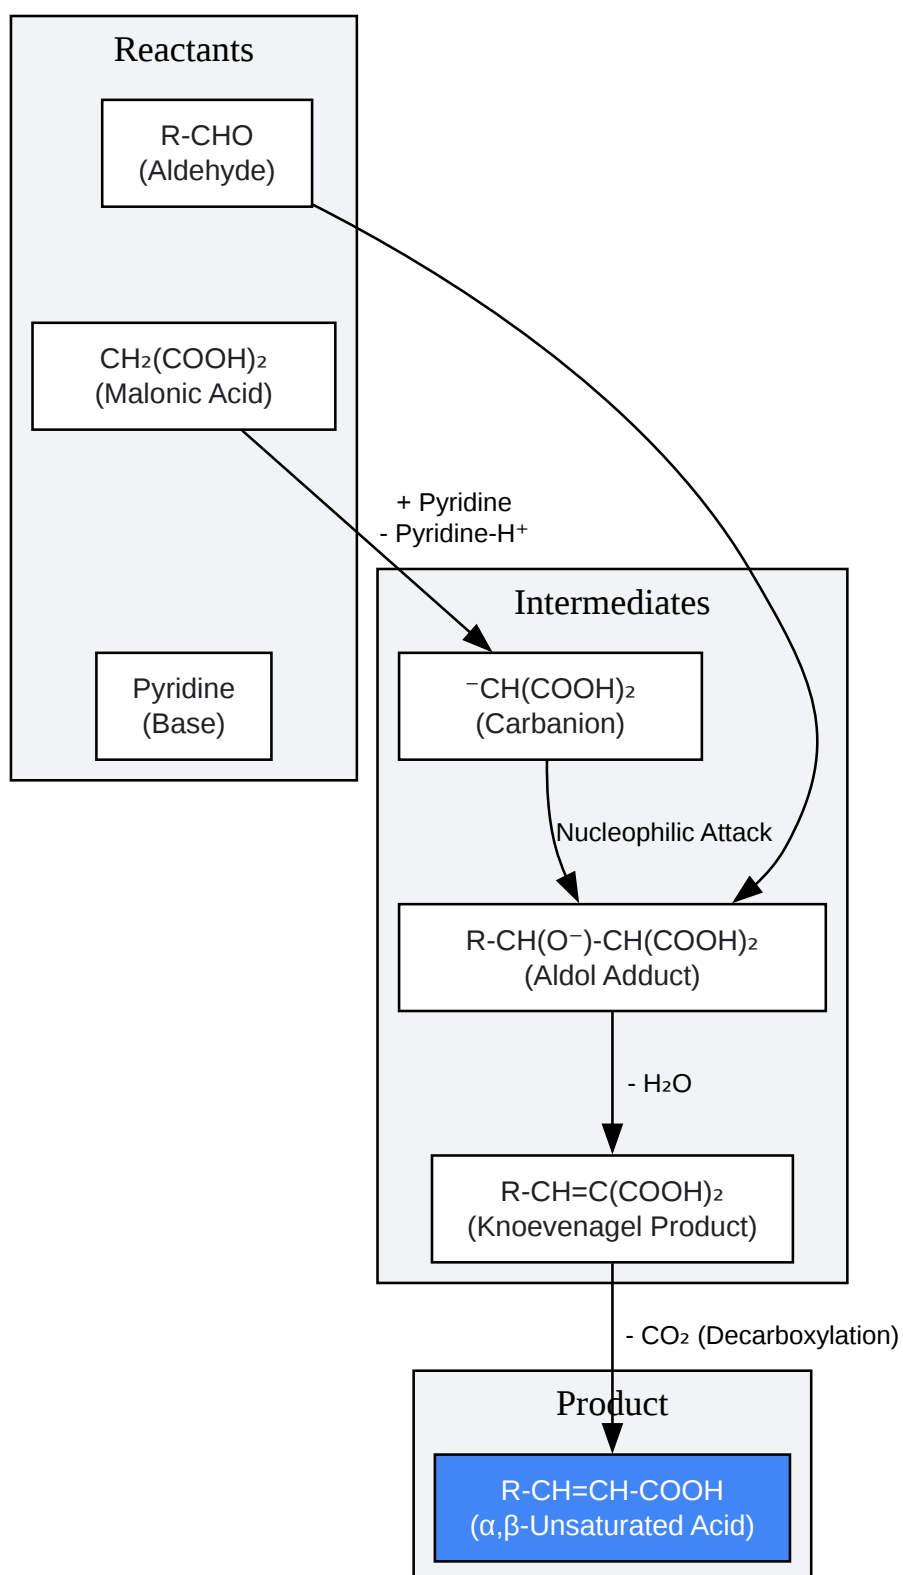 Reactants
R-CHO
(Aldehyde)
CH₂(COOH)₂
(Malonic Acid)
+ Pyridine
- Pyridine-H⁺
Intermediates
Pyridine
(Base)
⁻CH(COOH)₂
(Carbanion)
Nucleophilic Attack
R-CH(O⁻)-CH(COOH)₂
(Aldol Adduct)
- H₂O
R-CH=C(COOH)₂
(Knoevenagel Product)
- CO₂ (Decarboxylation)
Product
R-CH=CH-COOH
(α,β-Unsaturated Acid)